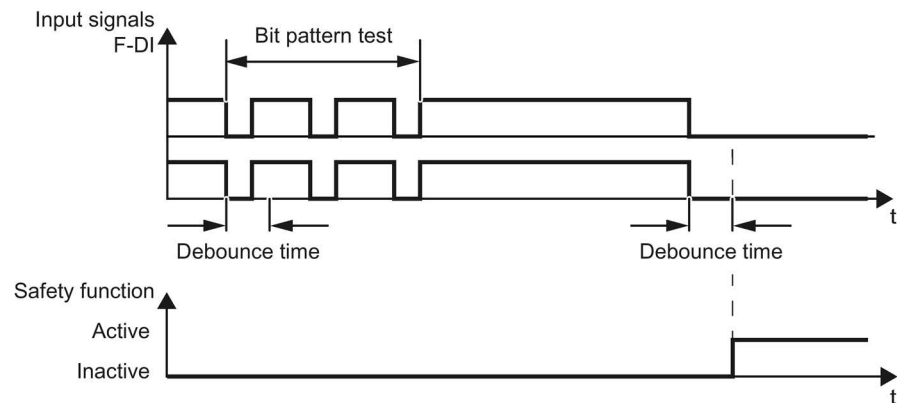 Input signals
F-DI
Bit pattern test
t
Debounce time
Debounce time
Safety function
Active
Inactive
t